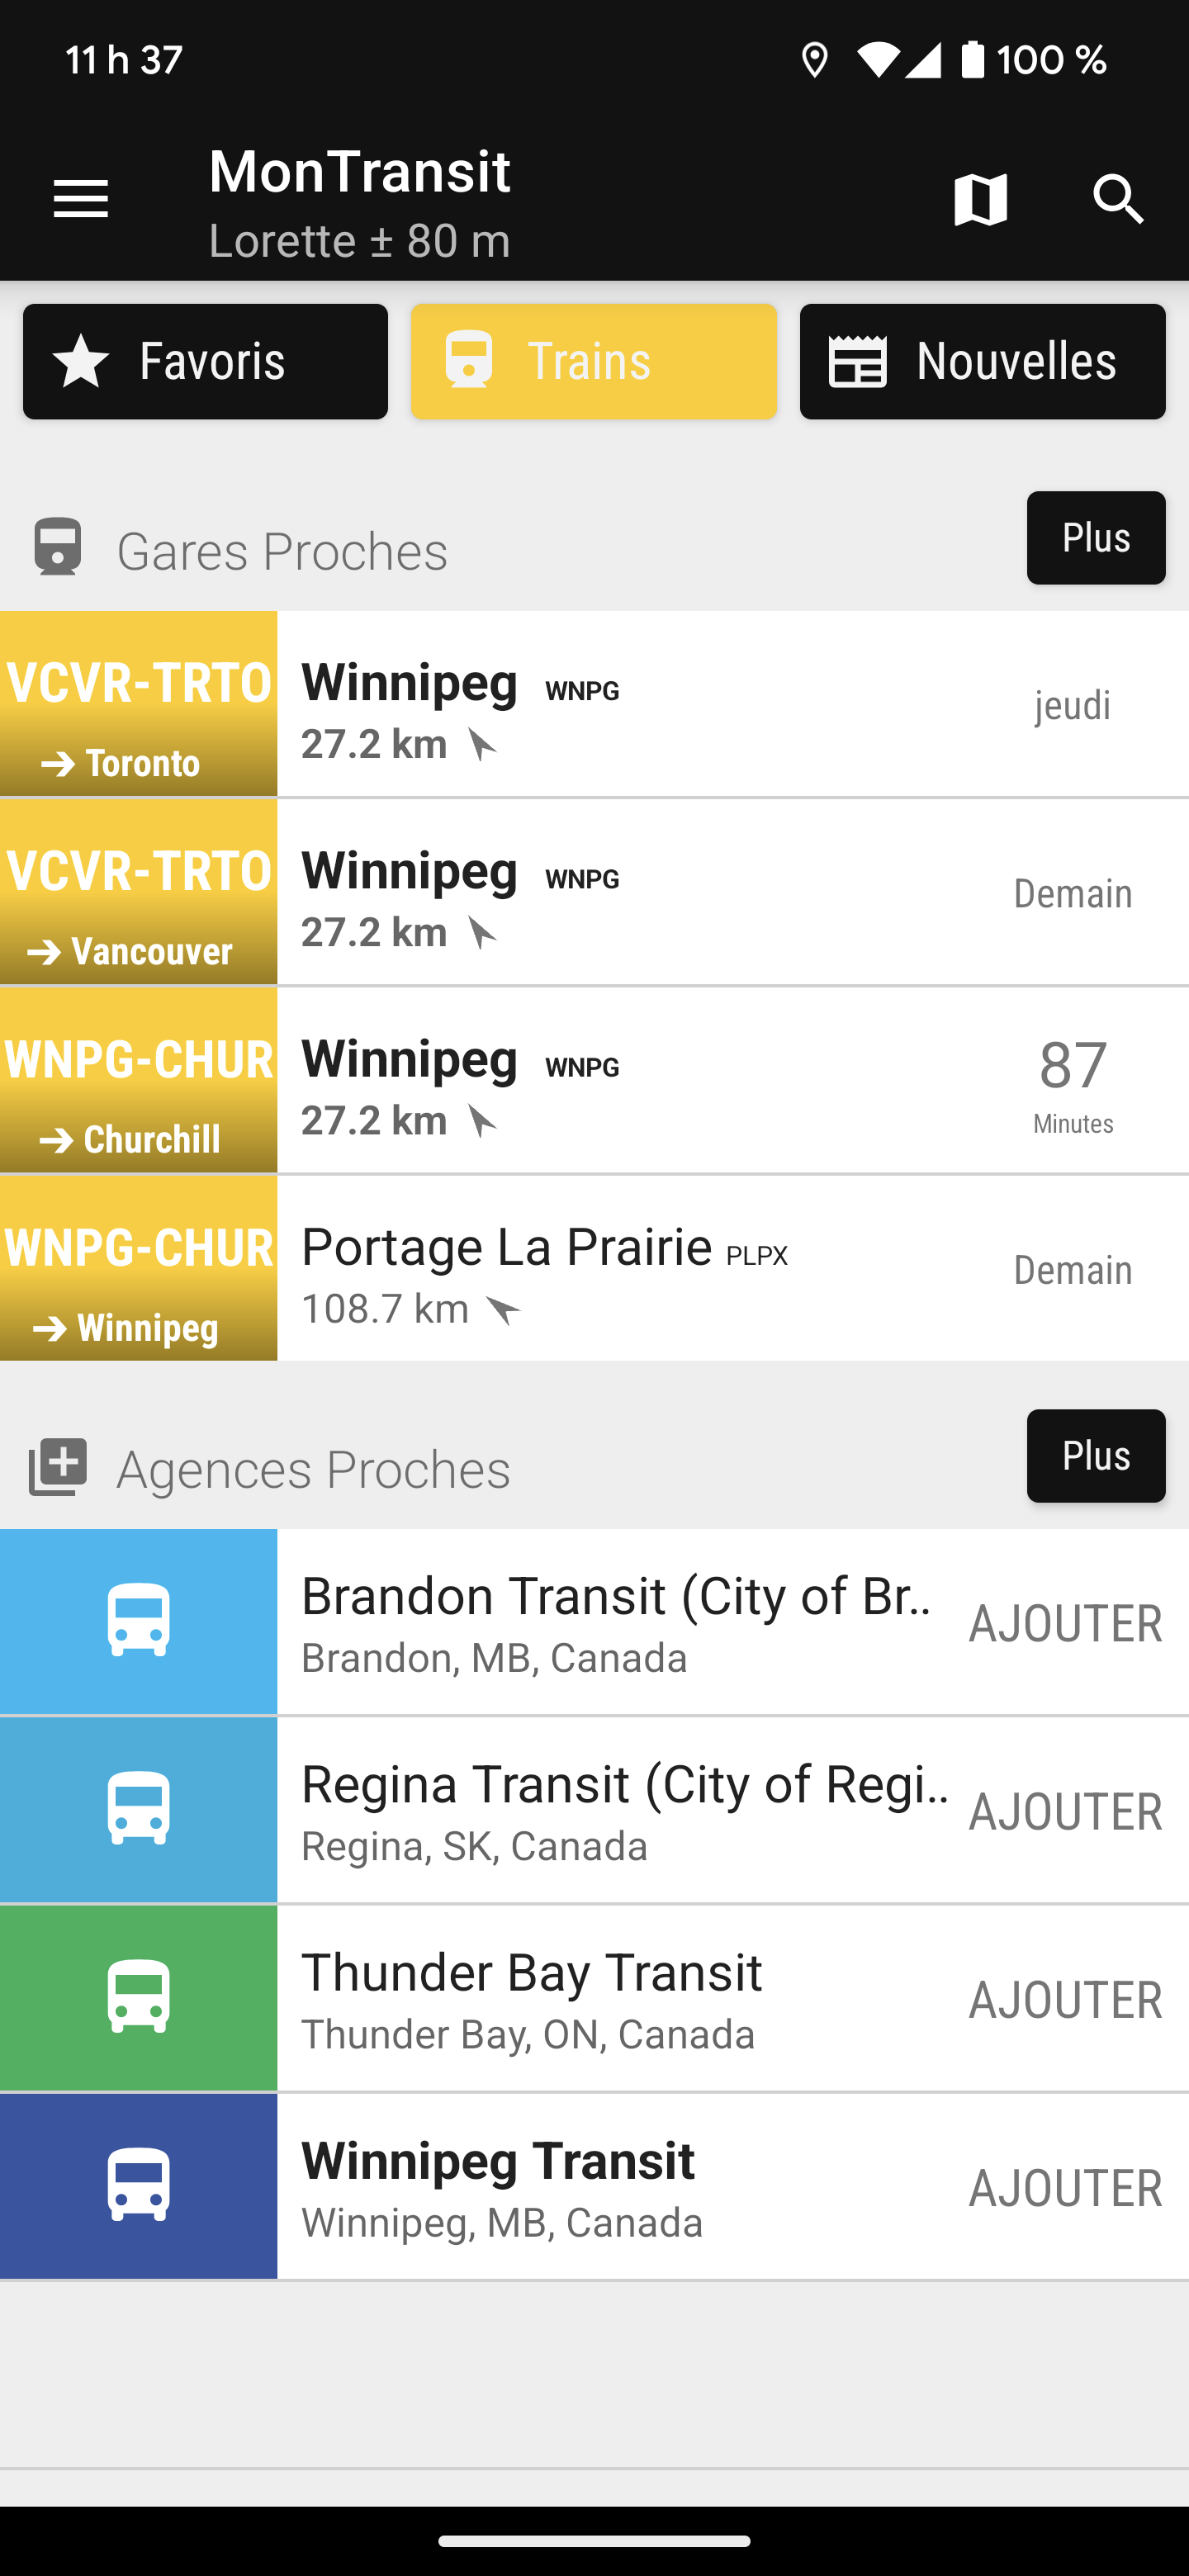 11 h 37
100 %
MonTransit
Lorette ± 80 m
Favoris
Trains
Nouvelles
Gares Proches
Plus
VCVR-TRTO
→ Toronto
Winnipeg WNPG
27.2 km
jeudi
VCVR-TRTO
→ Vancouver
Winnipeg WNPG
27.2 km
Demain
WNPG-CHUR
→ Churchill
Winnipeg WNPG
27.2 km
87
Minutes
WNPG-CHUR
→ Winnipeg
Portage La Prairie PLPX
108.7 km
Demain
Agences Proches
Plus
Brandon Transit (City of Br..
Brandon, MB, Canada
AJOUTER
Regina Transit (City of Regi..
Regina, SK, Canada
AJOUTER
Thunder Bay Transit
Thunder Bay, ON, Canada
AJOUTER
Winnipeg Transit
Winnipeg, MB, Canada
AJOUTER